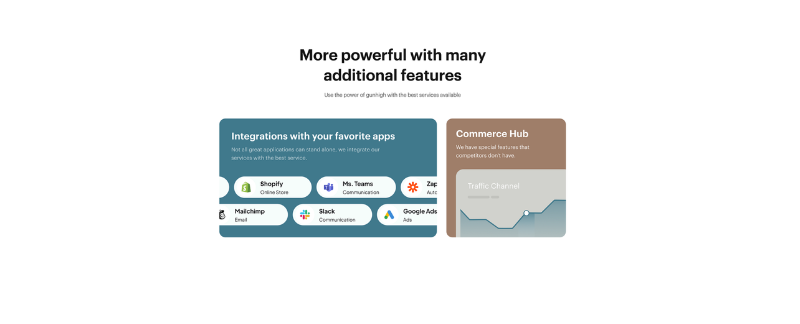 More powerful with many
additional features
Use the power of gunhigh with the best services available
Integrations with your favorite apps
Not all great applications can stand alone, we integrate our
services with the best service.
Shopify
Online Store
Ms. Teams
Communication
Zap
Auto
Mailchimp
Email
Slack
Communication
Google Ads
Ads
Commerce Hub
We have special features that
competitors don't have
Traffic Channel